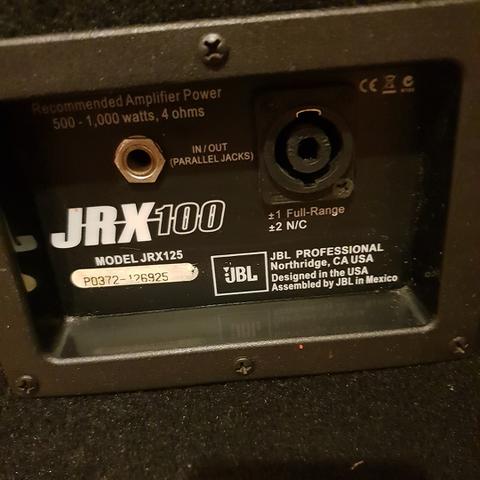 Recommended Amplifier Power
500 - 1,000 watts, 4 ohms
IN / OUT
(PARALLEL JACKS)
CE
±1 Full-Range
±2 N/C
JRX100
MODEL JRX125
P0372-126925
JBL
JBL PROFESSIONAL
Northridge, CA USA
Designed in the USA
Assembled by JBL in Mexico